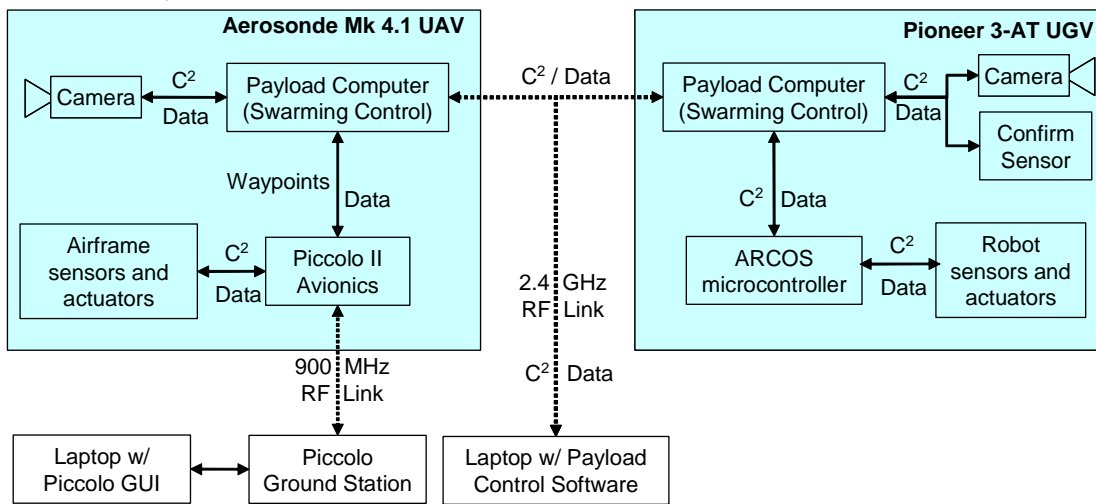 Aerosonde Mk 4.1 UAV
Camera
C²
Data
Payload Computer
(Swarming Control)
Waypoints
Data
Airframe
sensors and
actuators
C²
Data
Piccolo II
Avionics
900 MHz
RF Link
Laptop w/
Piccolo GUI
Piccolo
Ground Station
C² / Data
2.4 GHz
RF Link
C² Data
Laptop w/ Payload
Control Software
Pioneer 3-AT UGV
Payload Computer
(Swarming Control)
C²
Data
Camera
Confirm
Sensor
C² Data
ARCOS
microcontroller
C²
Data
Robot
sensors and
actuators